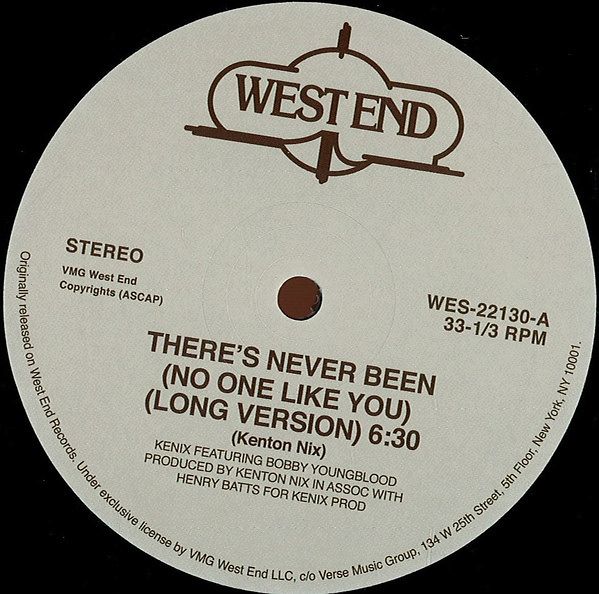 WEST END
STEREO
VMG West End
Copyrights (ASCAP)
WES-22130-A
33-1/3 RPM
THERE'S NEVER BEEN
(NO ONE LIKE YOU)
(LONG VERSION) 6:30
(Kenton Nix)
KENIX FEATURING BOBBY YOUNGBLOOD
PRODUCED BY KENTON NIX IN ASSOC WITH
HENRY BATTS FOR KENIX PROD
Originally released on West End Records. Under exclusive license by VMG West End LLC, c/o Verse Music Group, 134 W 25th Street, 5th Floor, New York, NY 10001.